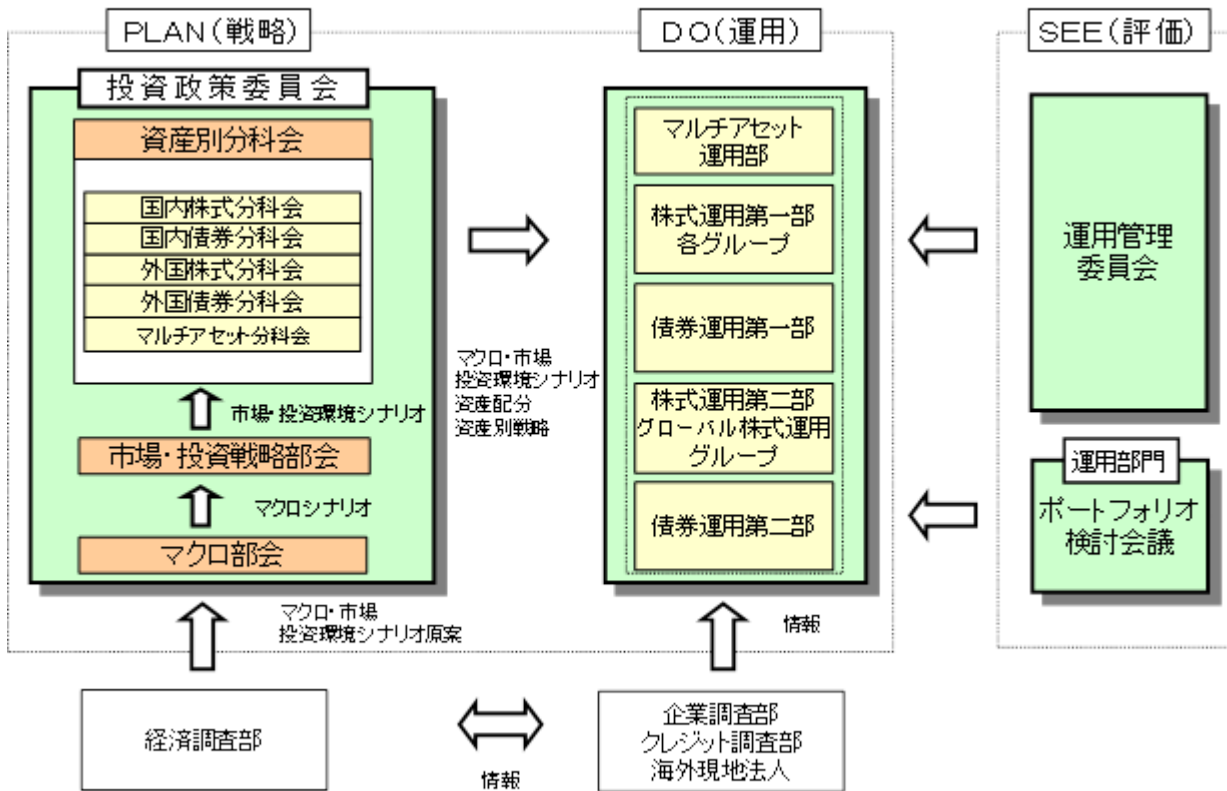 PLAN(戦略)
投資政策委員会
資産別分科会
国内株式分科会
国内債券分科会
外国株式分科会
外国債券分科会
マルチアセット分科会
市場・投資環境シナリオ
市場・投資戦略部会
マクロシナリオ
マクロ部会
マクロ・市場
投資環境シナリオ原案
経済調査部
マクロ・市場
投資環境シナリオ
資産配分
資産別戦略
DO(運用)
マルチアセット
運用部
株式運用第一部
各グループ
債券運用第一部
株式運用第二部
グローバル株式運用
グループ
債券運用第二部
情報
企業調査部
クレジット調査部
海外現地法人
情報
SEE(評価)
運用管理
委員会
運用部門
ポートフォリオ
検討会議